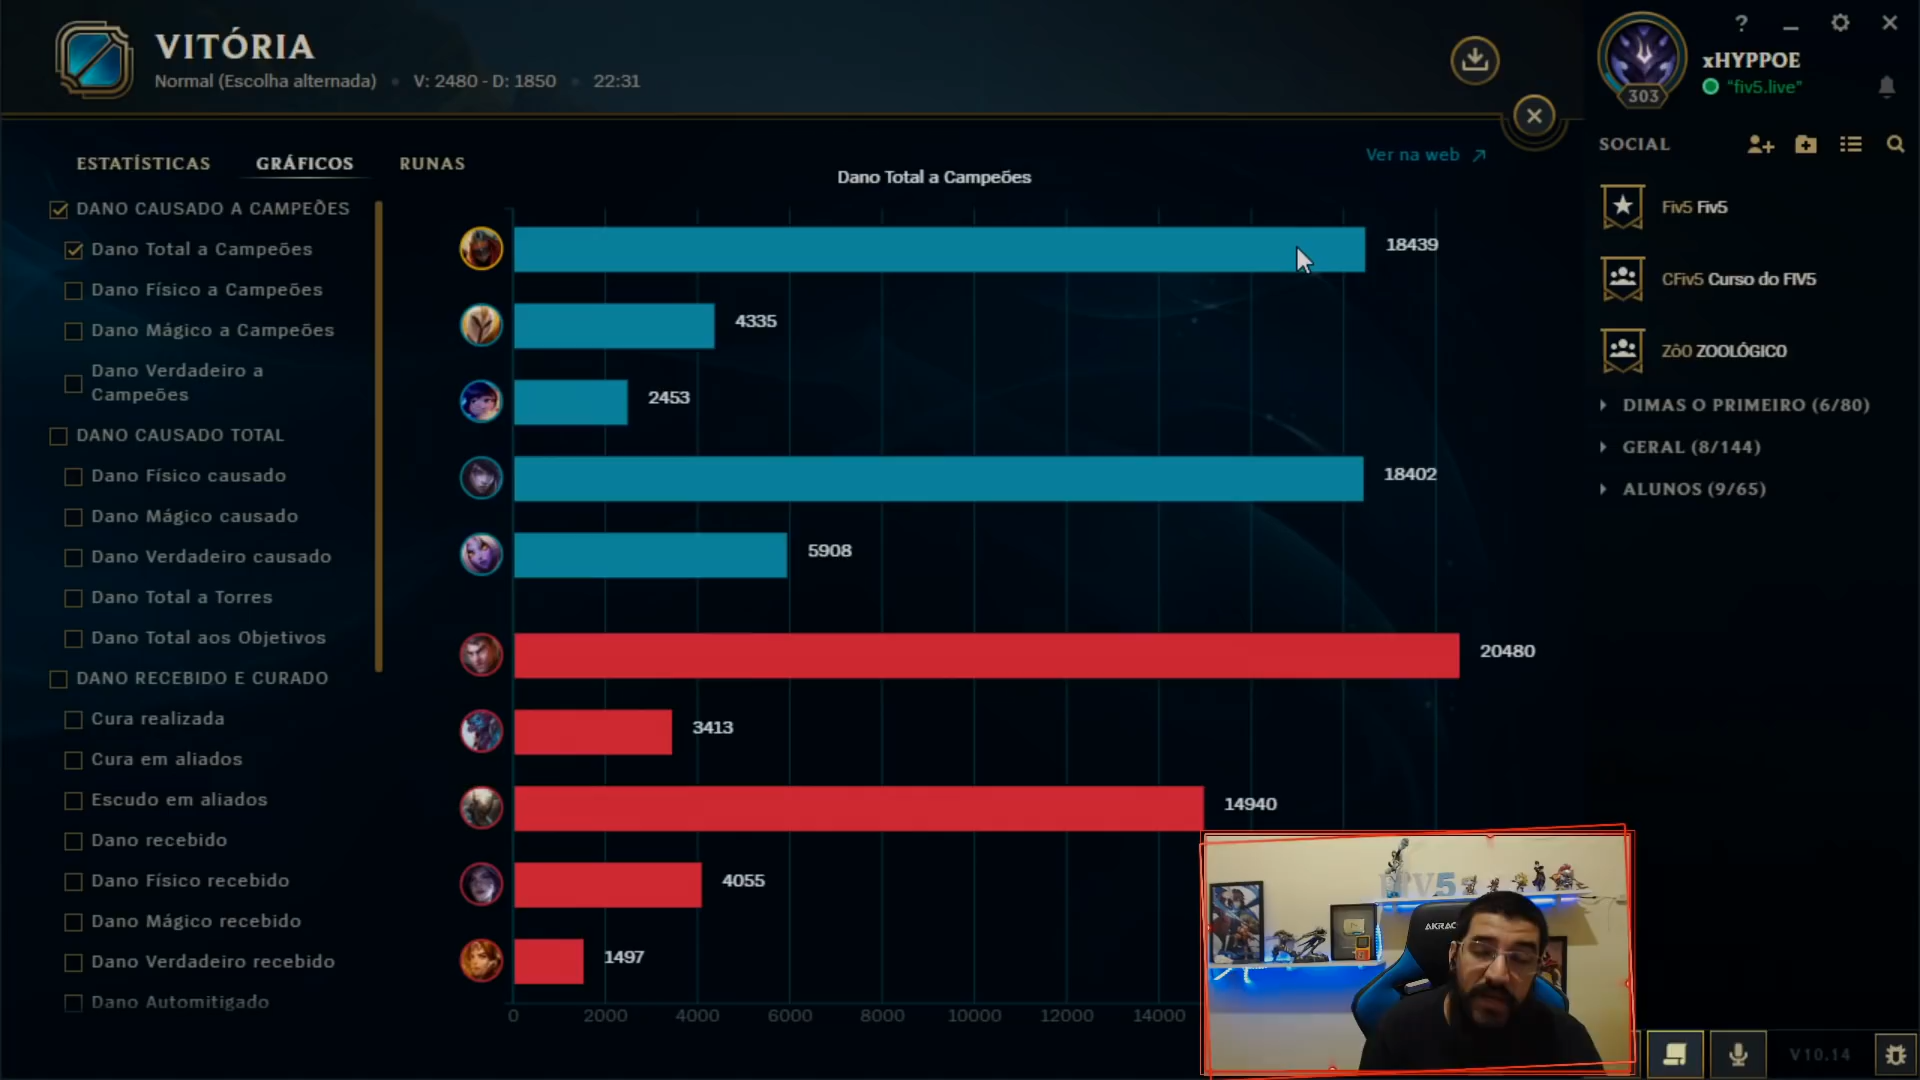 VITÓRIA
Normal (Escolha alternada) • V: 2480 - D: 1850 • 22:31
?
xHYPPOE
"fiv5.live"
303
ESTATÍSTICAS
GRÁFICOS
RUNAS
Ver na web
SOCIAL
Dano Total a Campeões
DANO CAUSADO A CAMPEÕES
Dano Total a Campeões
Dano Físico a Campeões
Dano Mágico a Campeões
Dano Verdadeiro a
Campeões
DANO CAUSADO TOTAL
Dano Físico causado
Dano Mágico causado
Dano Verdadeiro causado
Dano Total a Torres
Dano Total aos Objetivos
DANO RECEBIDO E CURADO
Cura realizada
Cura em aliados
Escudo em aliados
Dano recebido
Dano Físico recebido
Dano Mágico recebido
Dano Verdadeiro recebido
Dano Automitigado
18439
4335
2453
18402
5908
20480
3413
14940
4055
1497
0 2000 4000 6000 8000 10000 12000 14000
Fiv5 Fiv5
CFiv5 Curso do FIV5
Zôô ZOOLÓGICO
DIMAS O PRIMEIRO (6/80)
GERAL (8/144)
ALUNOS (9/65)
FIV5
AKRAC
V10.14